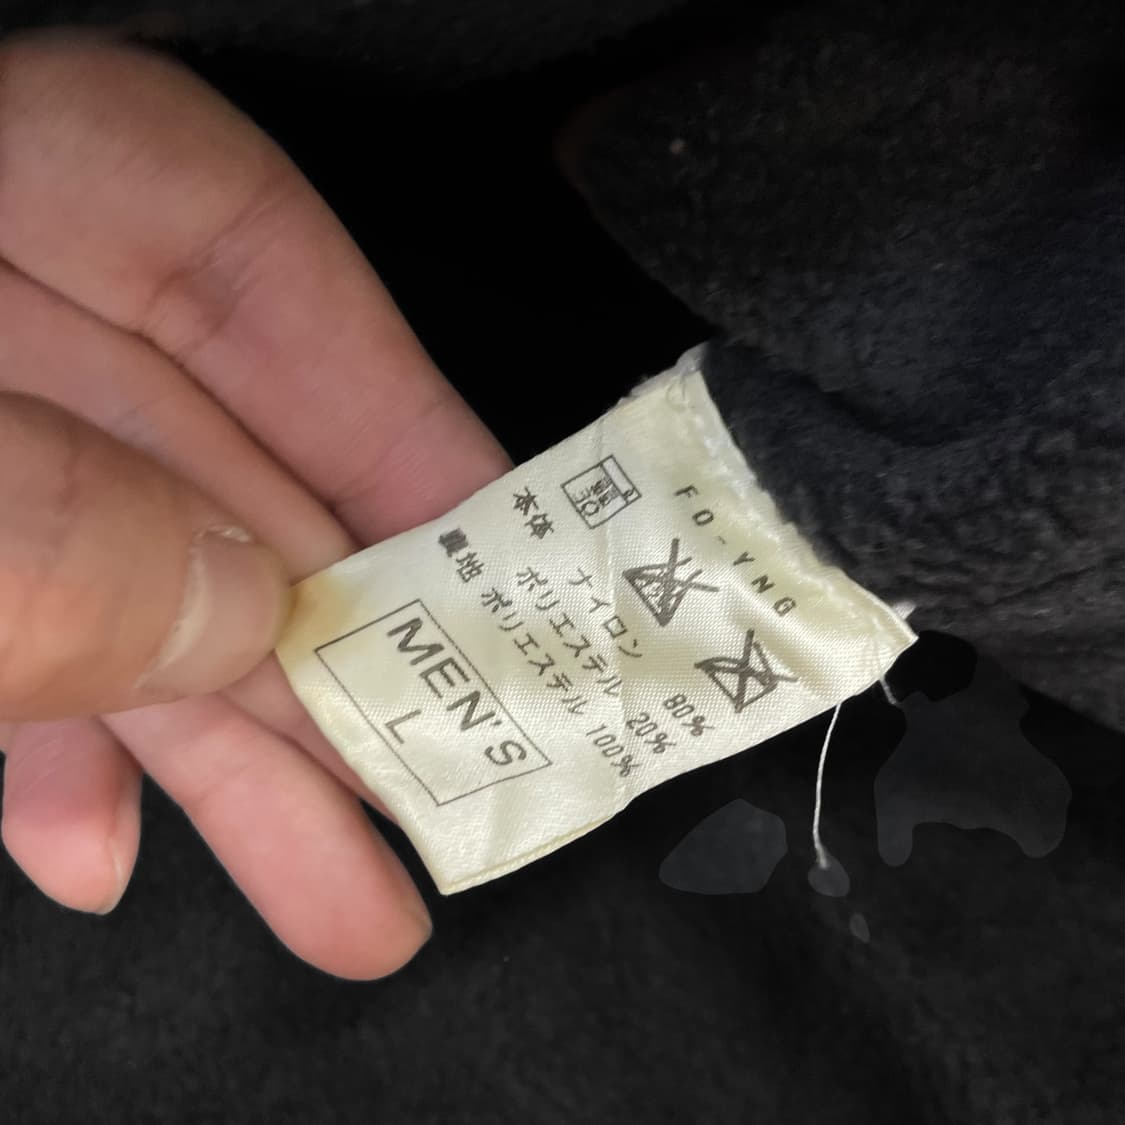 FO-YNG
本体 ナイロン 80%
ポリエステル 20%
裏地 ポリエステル 100%
MEN'S
L